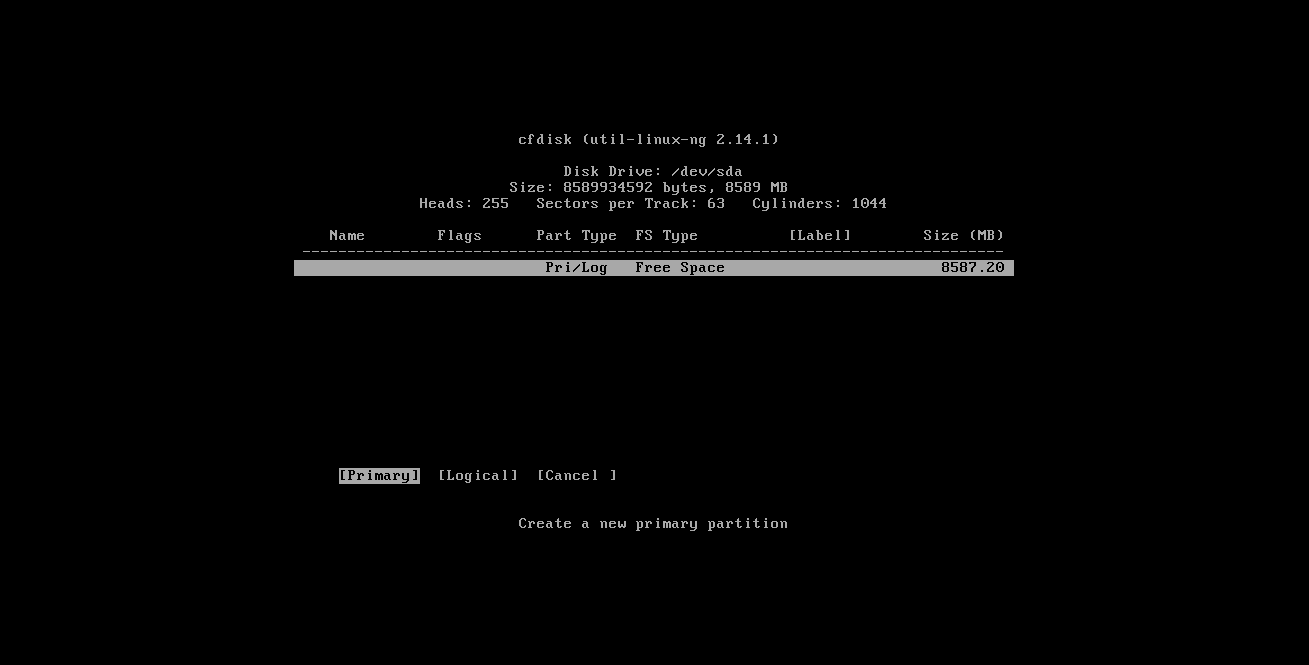 cfdisk (util-linux-ng 2.14.1)
Disk Drive: /dev/sda
Size: 8589934592 bytes, 8589 MB
Heads: 255   Sectors per Track: 63   Cylinders: 1044
Name        Flags      Part Type  FS Type          [Label]        Size (MB)
------------------------------------------------------------------------------
Pri/Log   Free Space                        8587.20
[Primary]  [Logical]  [Cancel ]
Create a new primary partition